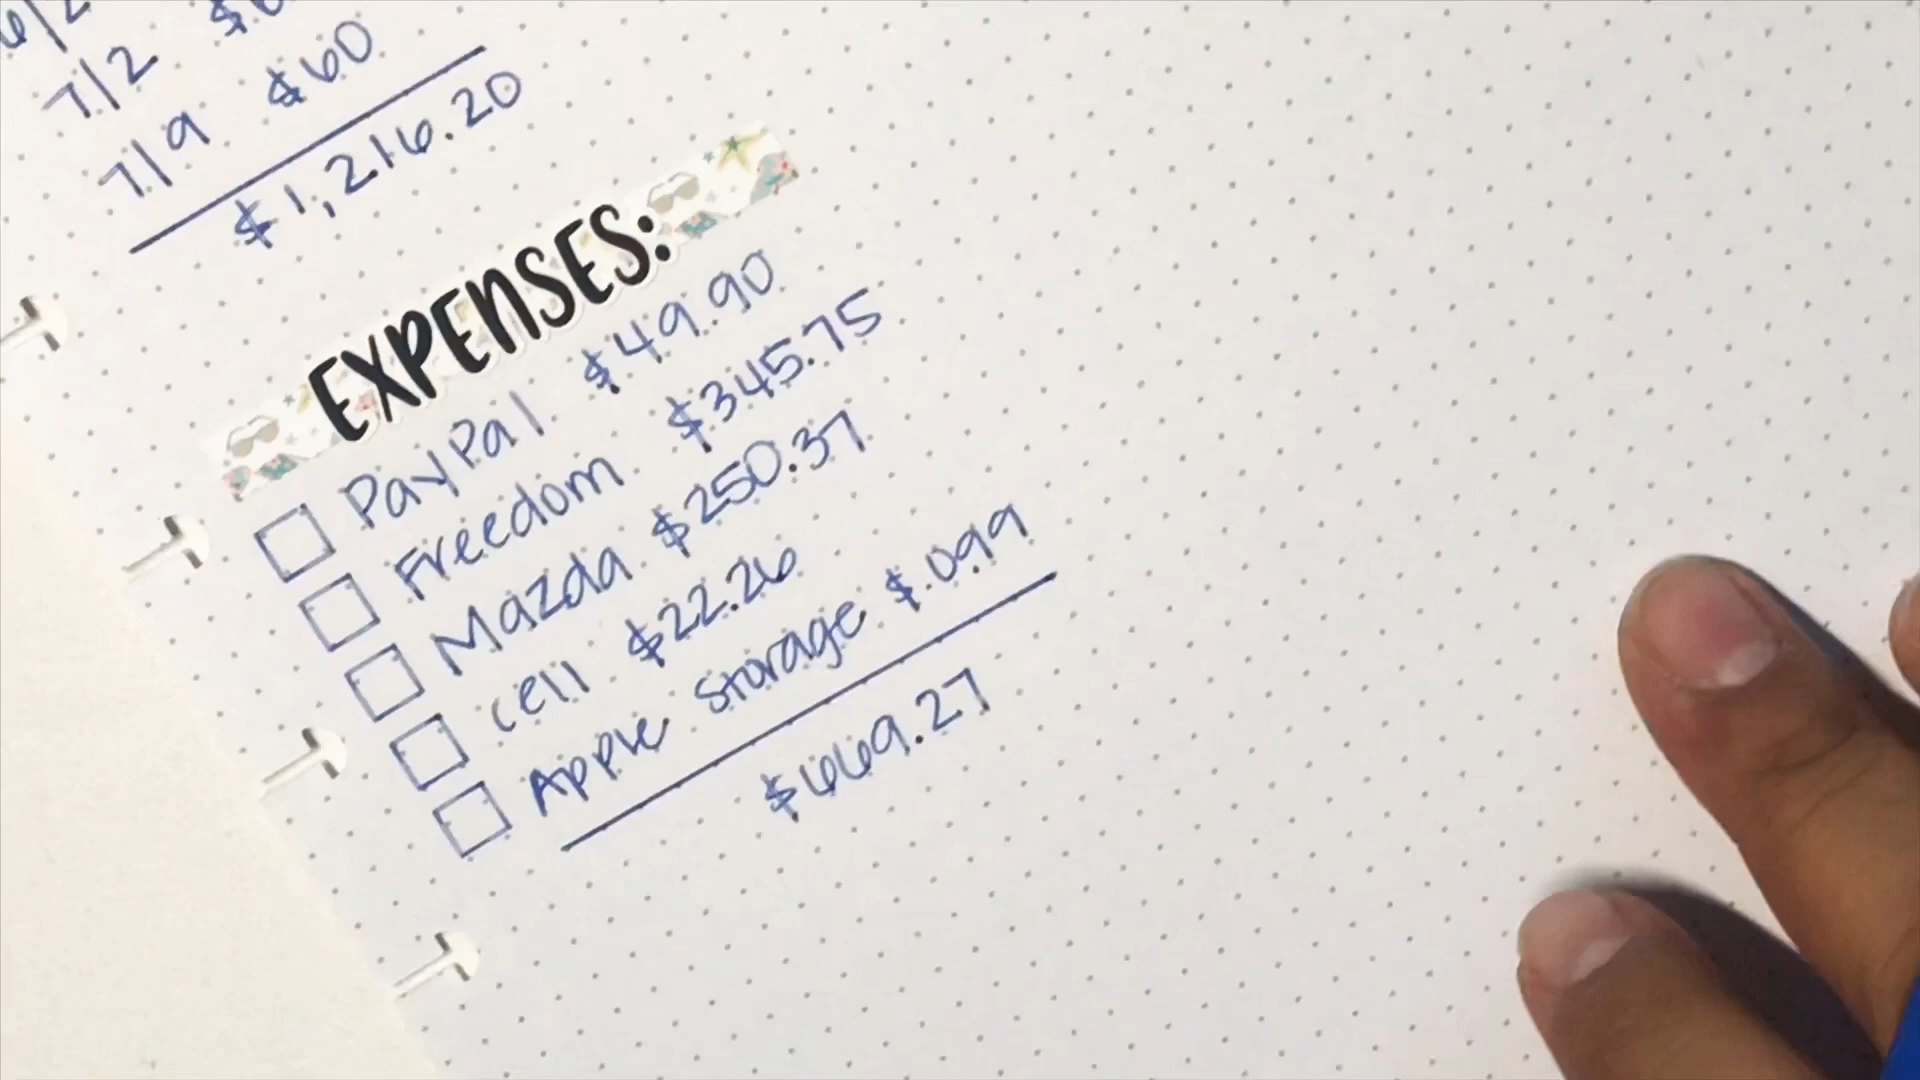 7/2
7/9 $60
$1,216.20
EXPENSES:
PayPal $49.90
Freedom $345.75
Mazda $250.37
Cell $22.26
Apple Storage $.099
$669.27